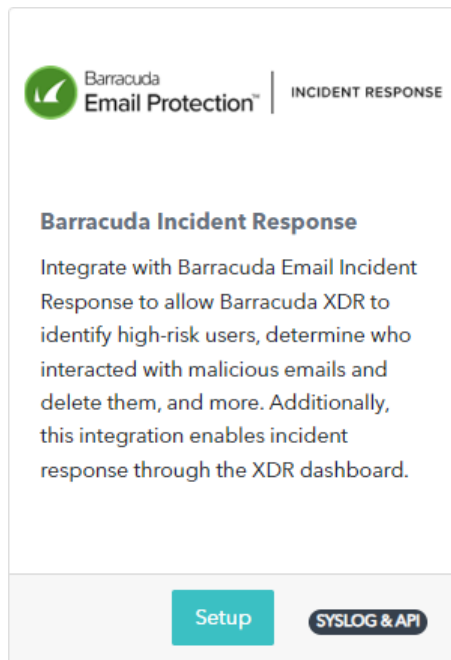 Barracuda
Email Protection™ | INCIDENT RESPONSE
Barracuda Incident Response
Integrate with Barracuda Email Incident
Response to allow Barracuda XDR to
identify high-risk users, determine who
interacted with malicious emails and
delete them, and more. Additionally,
this integration enables incident
response through the XDR dashboard.
Setup
SYSLOG & API